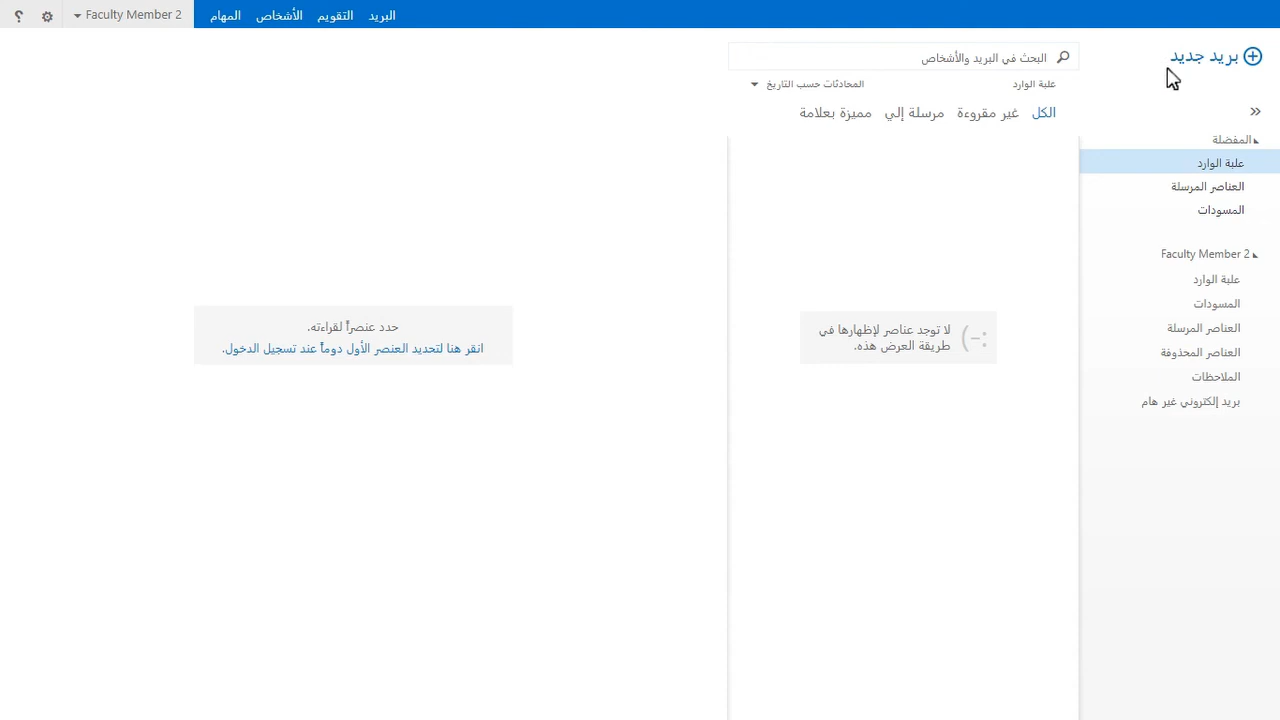 البريد التقويم الأشخاص المهام
Faculty Member 2
بريد جديد
البحث في البريد والأشخاص
علبة الوارد
المحادثات حسب التاريخ
الكل غير مقروءة مرسلة إلي مميزة بعلامة
المفضلة
علبة الوارد
العناصر المرسلة
المسودات
Faculty Member 2
علبة الوارد
المسودات
العناصر المرسلة
العناصر المحذوفة
الملاحظات
بريد إلكتروني غير هام
:-)
لا توجد عناصر لإظهارها في
طريقة العرض هذه.
حدد عنصراً لقراءته.
انقر هنا لتحديد العنصر الأول دوماً عند تسجيل الدخول.